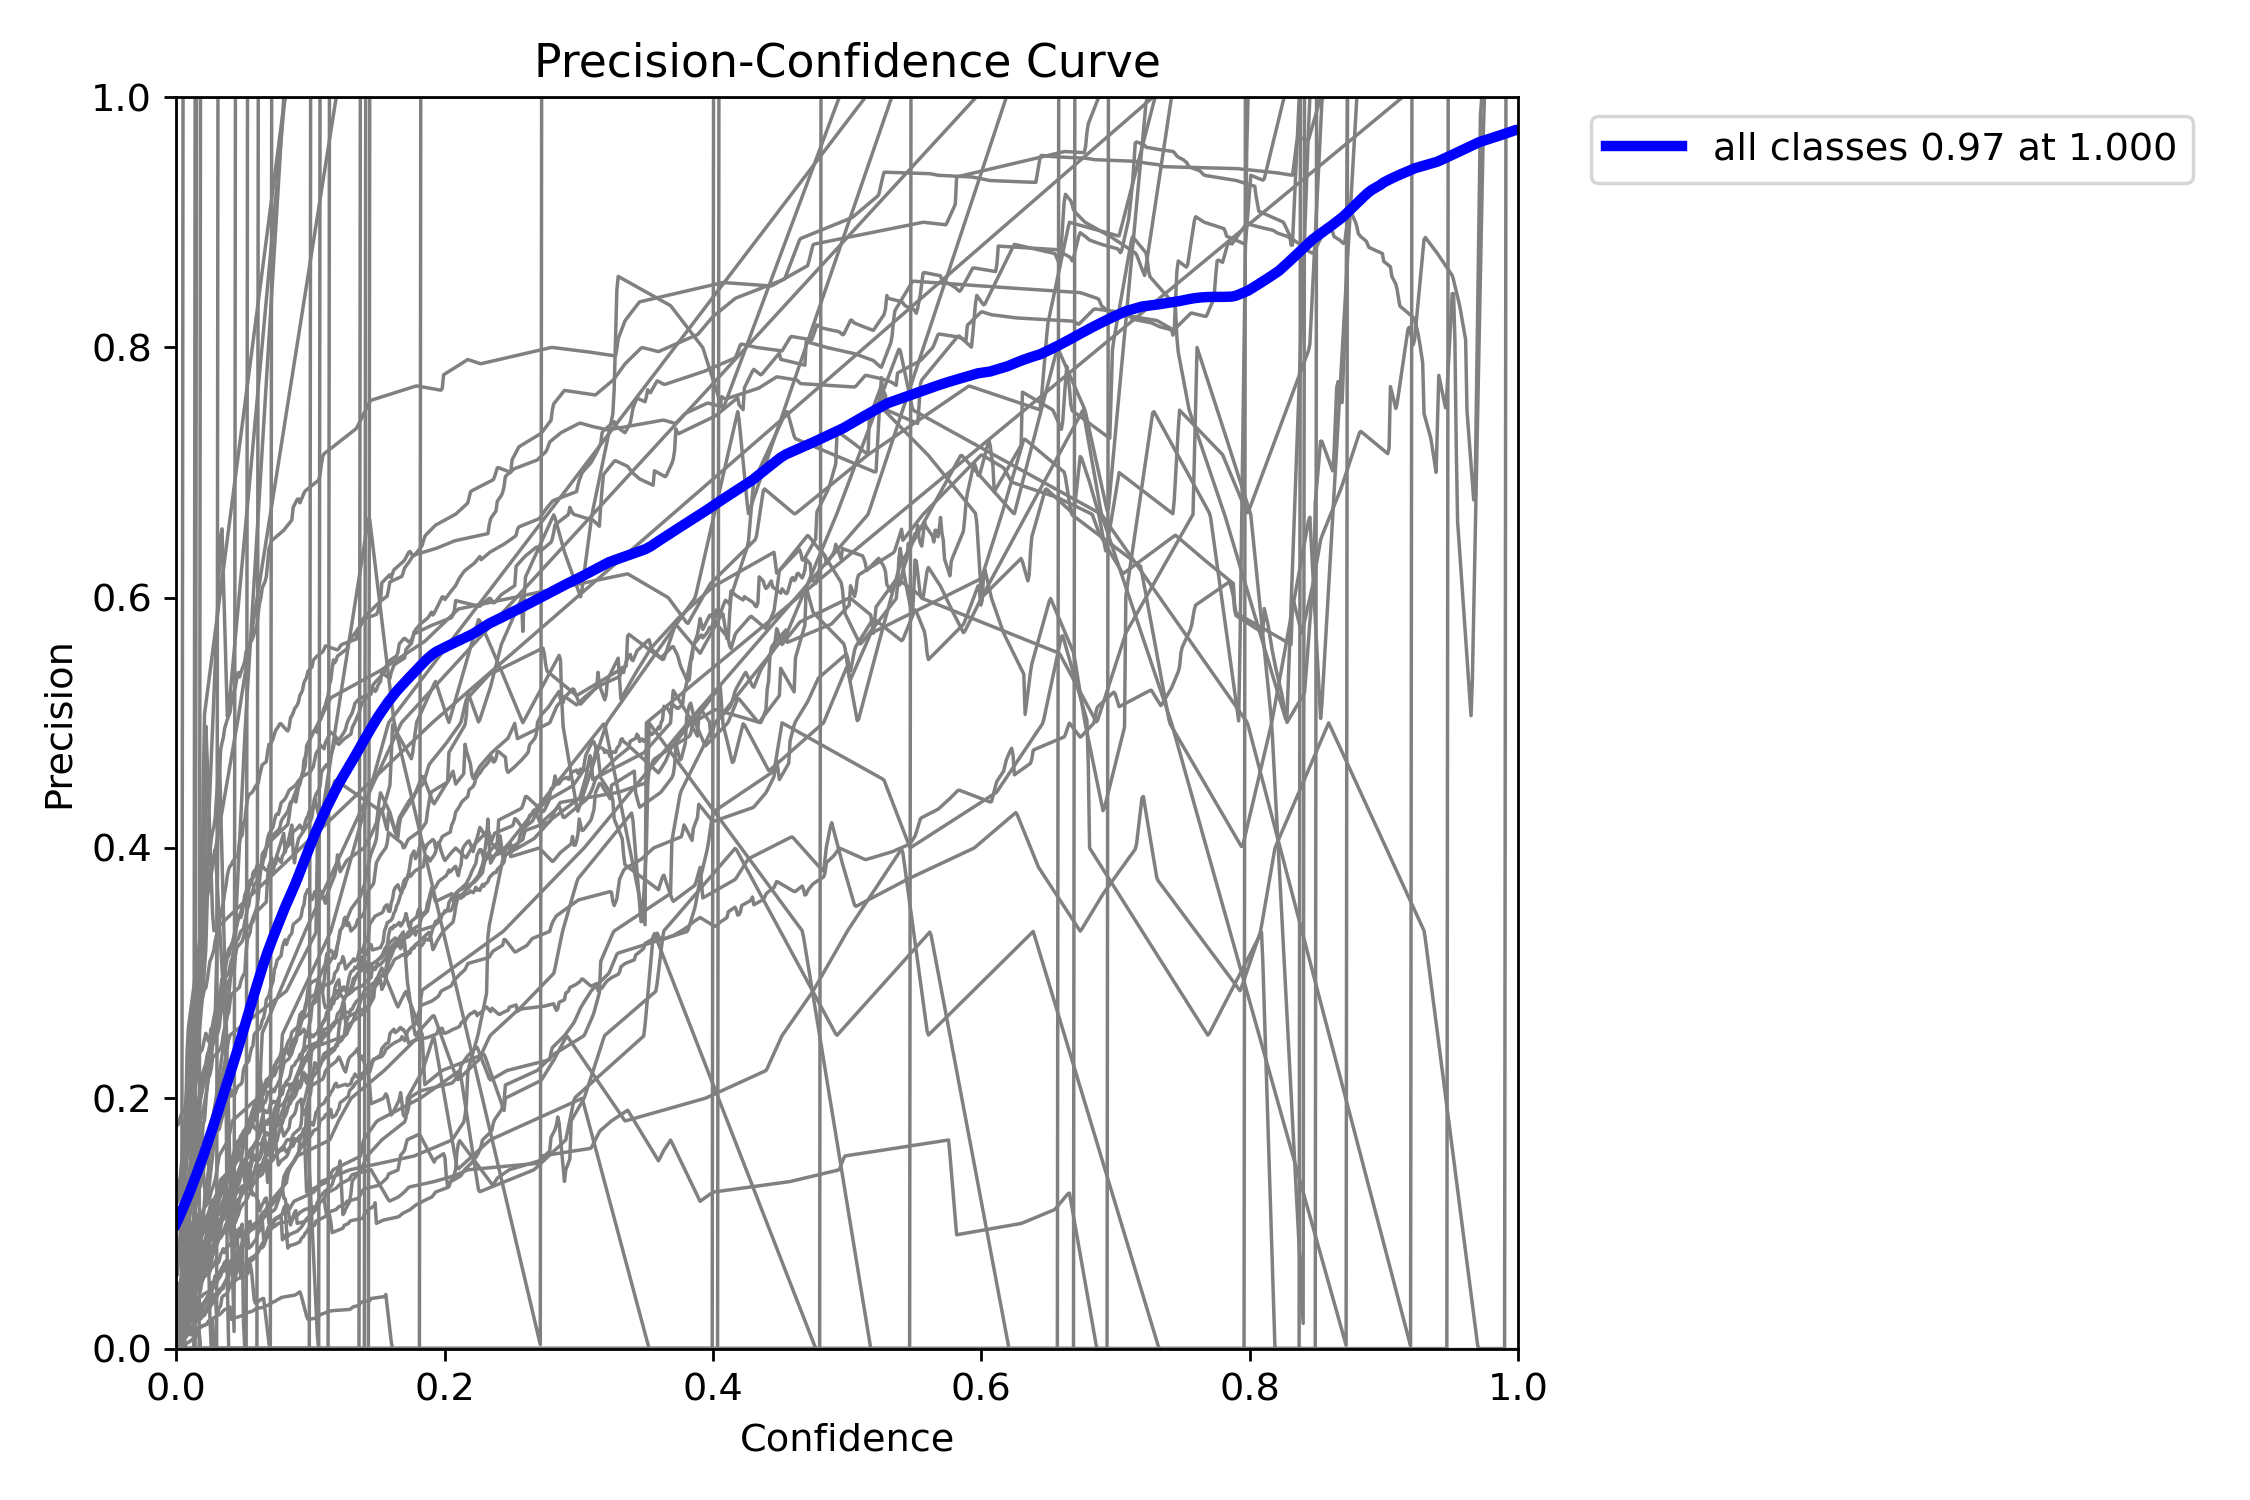 Precision-Confidence Curve
all classes 0.97 at 1.000
Precision
1.0
0.8
0.6
0.4
0.2
0.0
0.0 0.2 0.4 0.6 0.8 1.0
Confidence